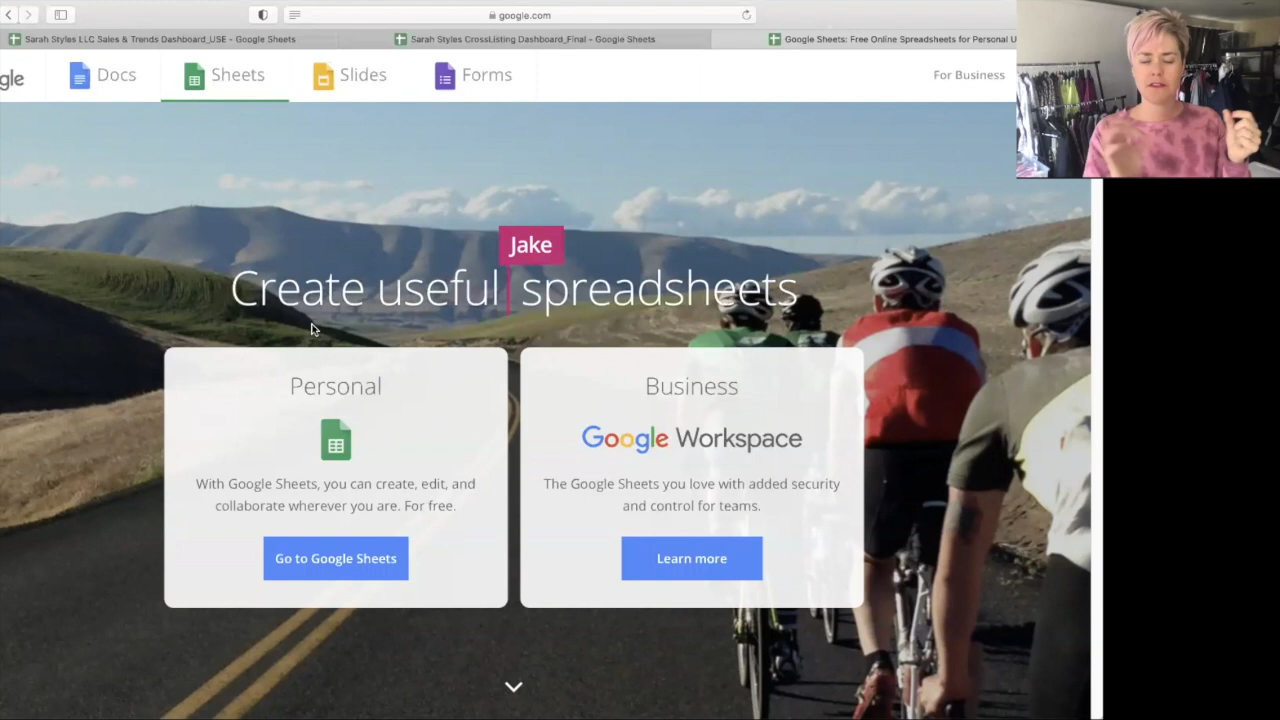 google.com
Sarah Styles LLC Sales & Trends Dashboard_USE - Google Sheets
Sarah Styles CrossListing Dashboard_Final - Google Sheets
Google Sheets: Free Online Spreadsheets for Personal U
gle
Docs
Sheets
Slides
Forms
For Business
Jake
Create useful spreadsheets
Personal
With Google Sheets, you can create, edit, and
collaborate wherever you are. For free.
Go to Google Sheets
Business
Google Workspace
The Google Sheets you love with added security
and control for teams.
Learn more